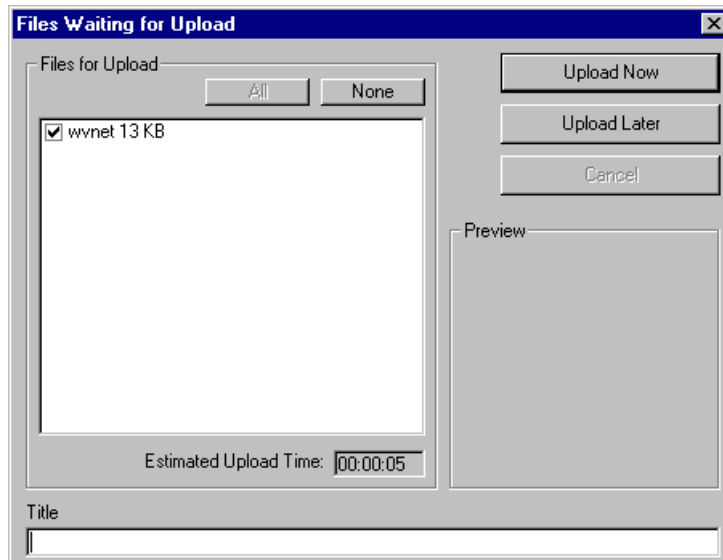 Files Waiting for Upload
Files for Upload
All None
wvnet 13 KB
Estimated Upload Time: 00:00:05
Upload Now
Upload Later
Cancel
Preview
Title